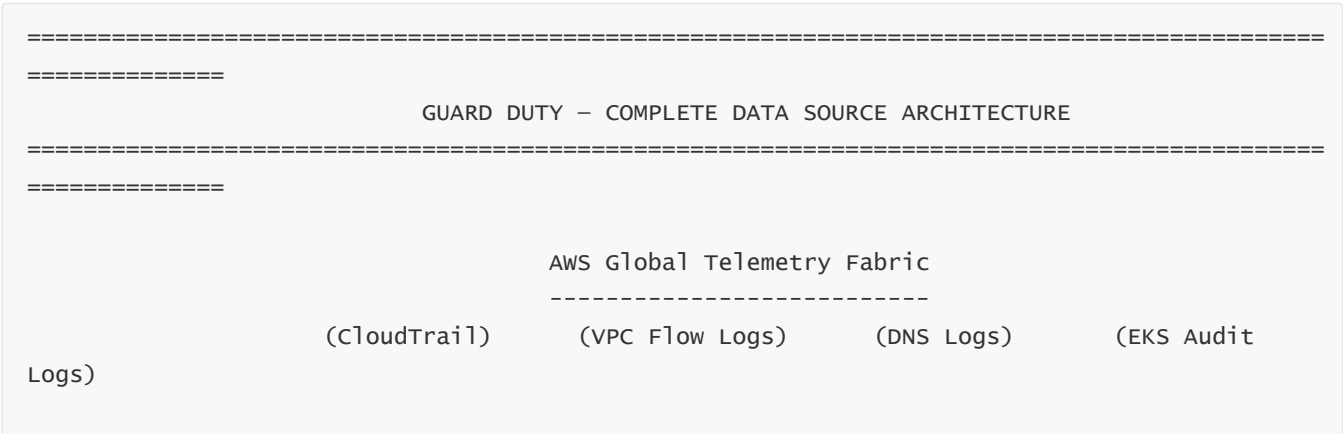 ============================================================================================
==============
GUARD DUTY – COMPLETE DATA SOURCE ARCHITECTURE
============================================================================================
==============
AWS Global Telemetry Fabric
---------------------------
(CloudTrail) (VPC Flow Logs) (DNS Logs) (EKS Audit
Logs)